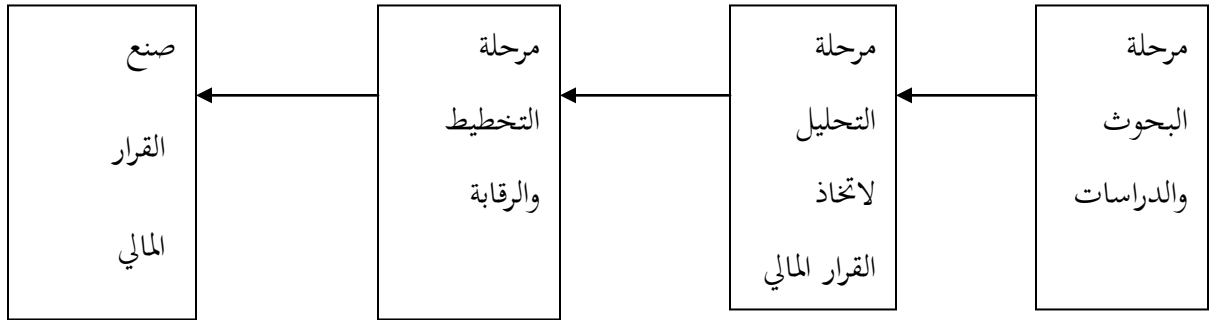 مرحلة
البحوث
والدراسات
مرحلة
التحليل
لاتخاذ
القرار المالي
مرحلة
التخطيط
والرقابة
صنع
القرار
المالي